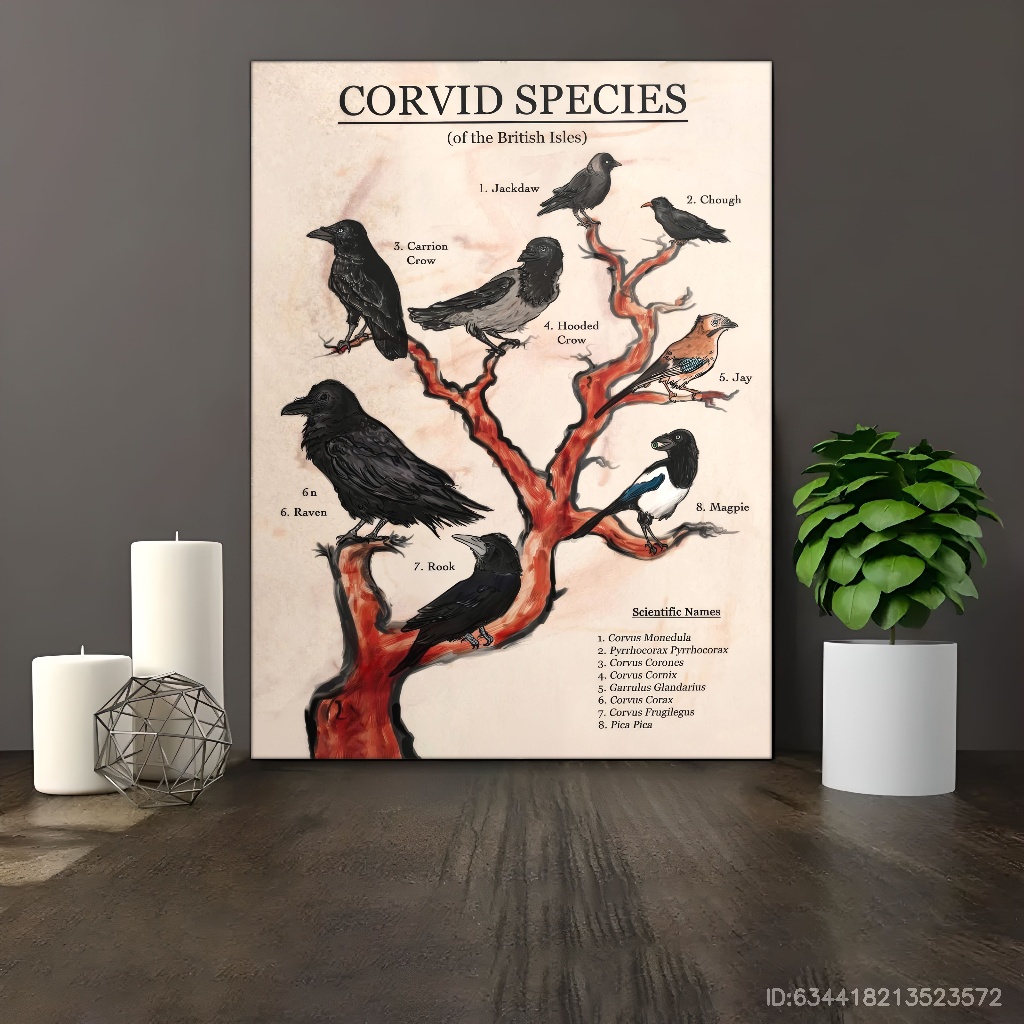 CORVID SPECIES
(of the British Isles)
1. Jackdaw
2. Chough
3. Carrion
Crow
4. Hooded
Crow
5. Jay
6n
6. Raven
8. Magpie
7. Rook
Scientific Names
1. Corvus Monedula
2. Pyrrhocorax Pyrrhocorax
3. Corvus Corones
4. Corvus Cornix
5. Garrulus Glandarius
6. Corvus Corax
7. Corvus Frugilegus
8. Pica Pica
ID:634418213523572